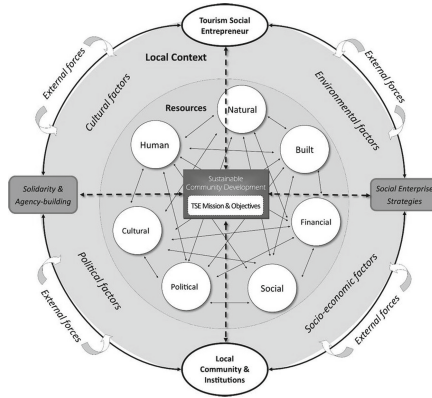 Tourism Social
Entrepreneur
External forces
External forces
Local Context
Cultural factors
Environmental factors
Resources
Natural
Human
Built
Sustainable
Community Development
TSE Mission & Objectives
Solidarity &
Agency-building
Social Enterprise
Strategies
Cultural
Financial
Political
Social
Political factors
Socio-economic factors
External forces
External forces
Local
Community &
Institutions